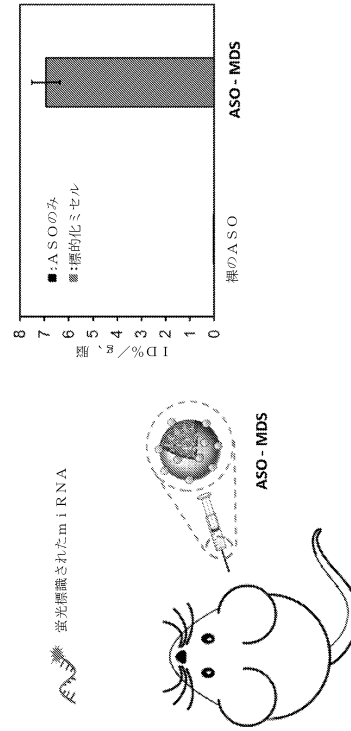 蛍光標識されたmiRNA
ASO - MDS
ID%/g、脳
8
7
6
5
4
3
2
1
0
■:ASOのみ
■:標的化ミセル
裸のASO
ASO - MDS